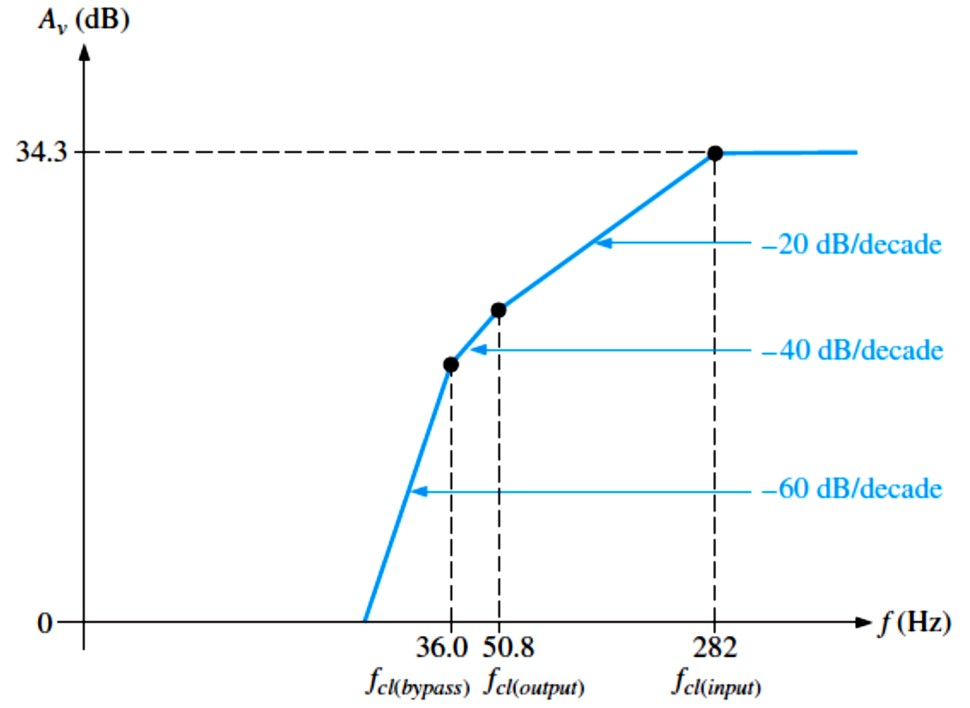 A_v (dB)
34.3
–20 dB/decade
–40 dB/decade
–60 dB/decade
0
f (Hz)
36.0 50.8 282
f_cl(bypass) f_cl(output) f_cl(input)